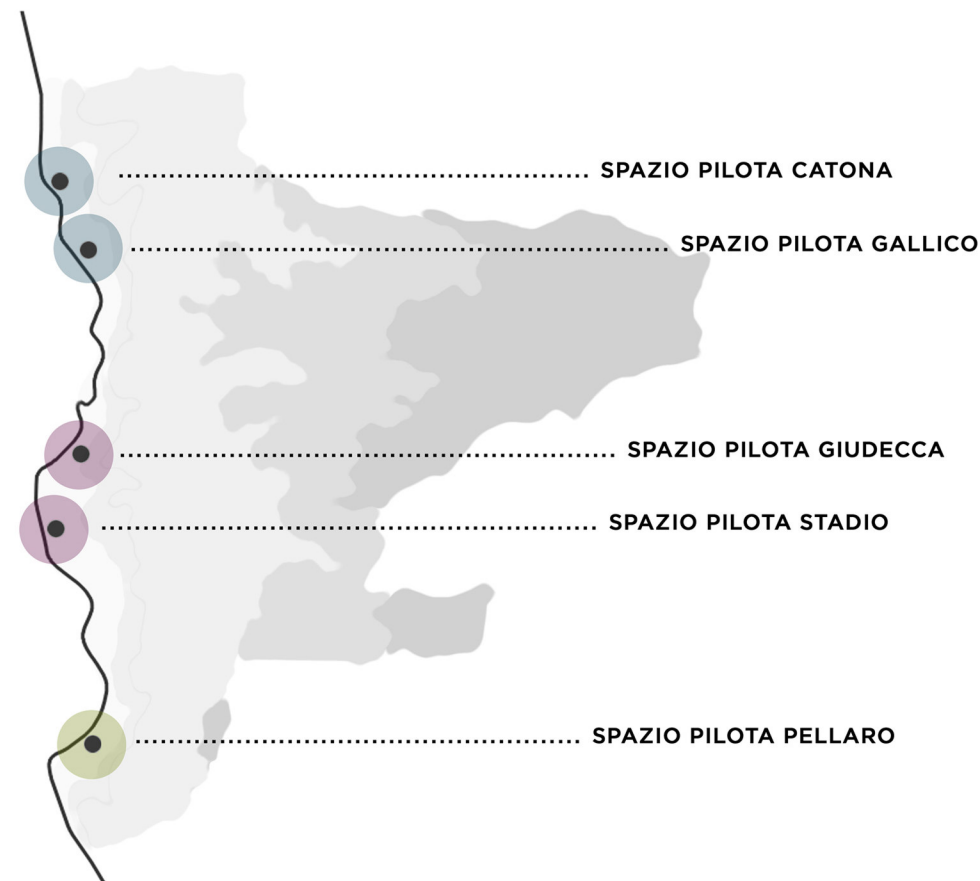 SPAZIO PILOTA CATONA
SPAZIO PILOTA GALLICO
SPAZIO PILOTA GIUDECCA
SPAZIO PILOTA STADIO
SPAZIO PILOTA PELLARO